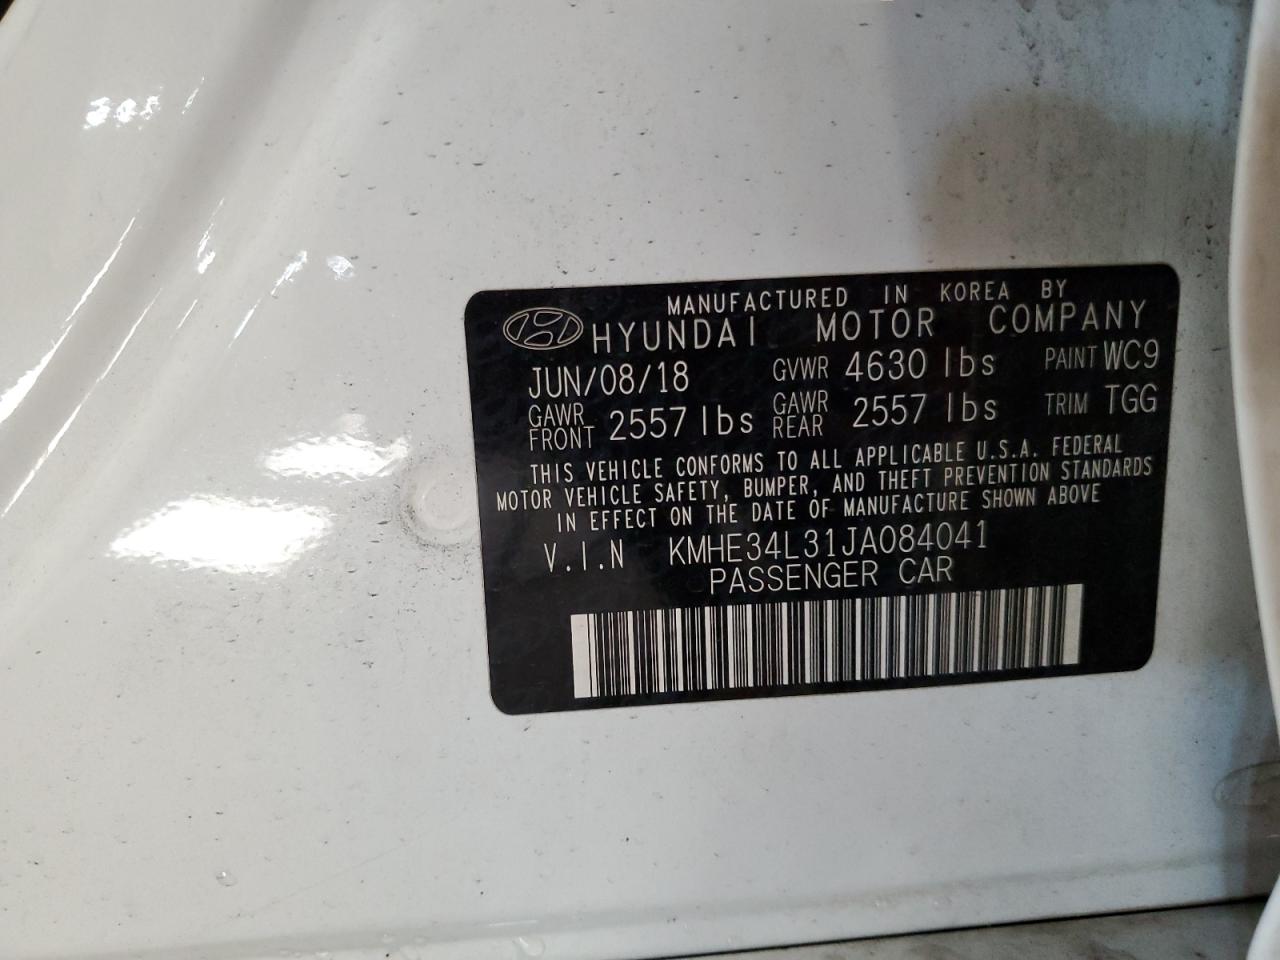 MANUFACTURED IN KOREA BY
HYUNDAI MOTOR COMPANY
JUN/08/18 GVWR 4630 lbs PAINT WC9
GAWR FRONT 2557 lbs GAWR REAR 2557 lbs TRIM TGG
THIS VEHICLE CONFORMS TO ALL APPLICABLE U.S.A. FEDERAL
MOTOR VEHICLE SAFETY, BUMPER, AND THEFT PREVENTION STANDARDS
IN EFFECT ON THE DATE OF MANUFACTURE SHOWN ABOVE
V.I.N KMHE34L31JA084041
PASSENGER CAR